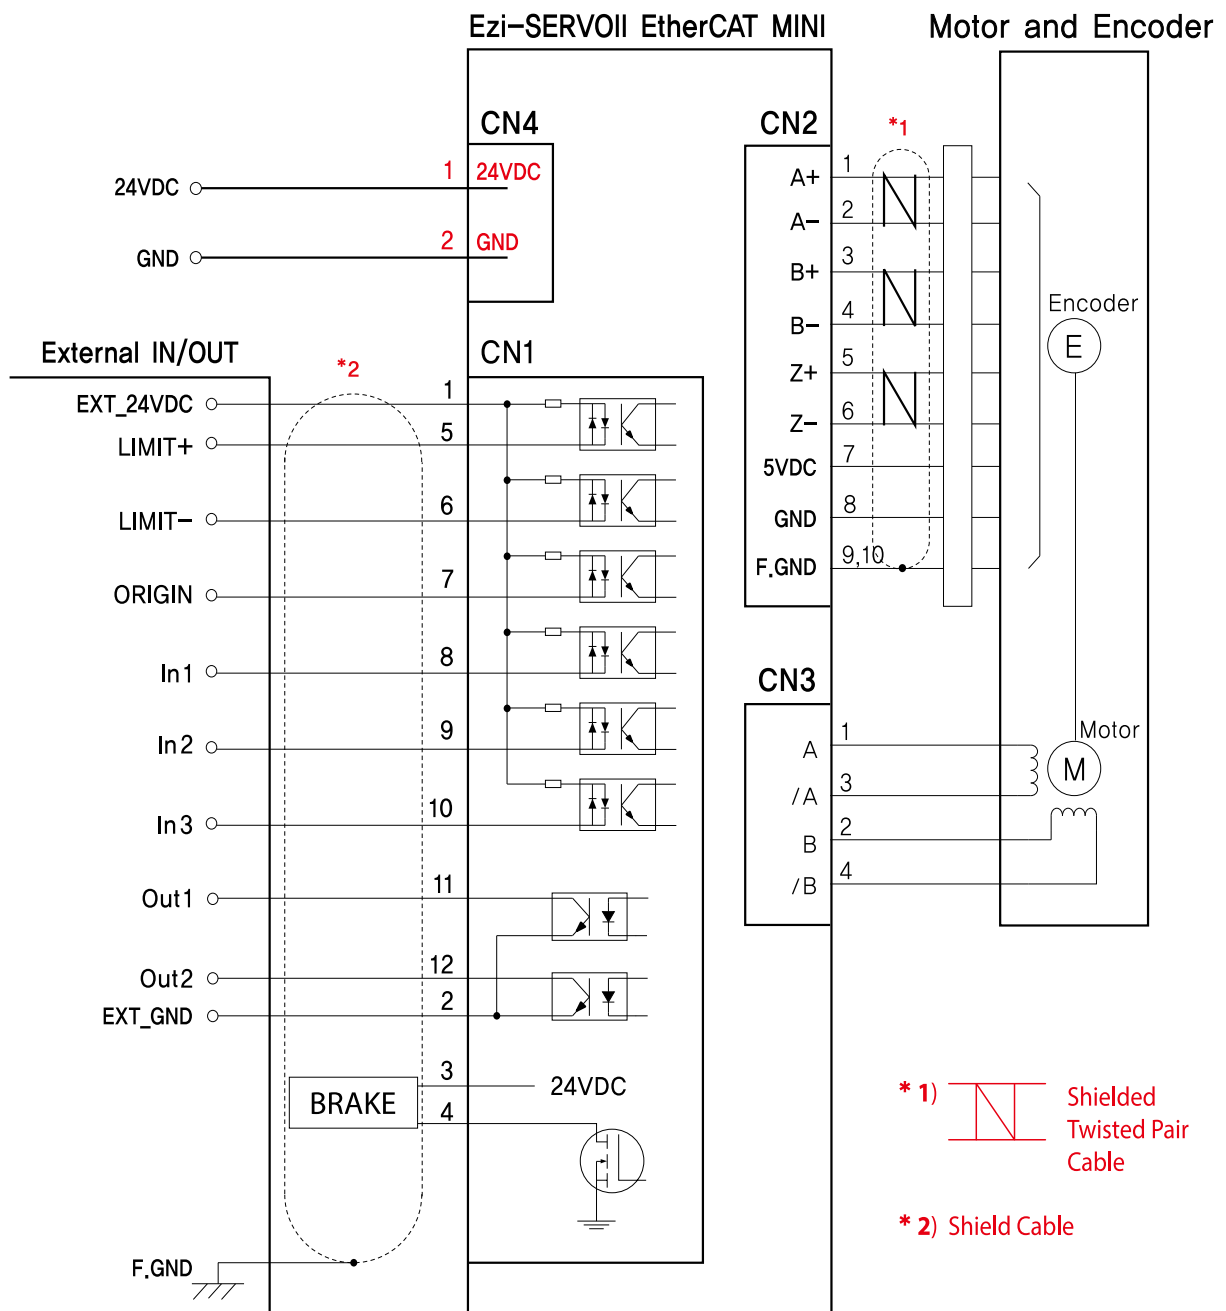 Ezi-SERVOII EtherCAT MINI
Motor and Encoder
CN4
1 24VDC
24VDC
2 GND
GND
CN2
*1
A+ 1
A- 2
B+ 3
B- 4
Z+ 5
Z- 6
5VDC 7
GND 8
F.GND 9,10
Encoder
E
External IN/OUT
*2
CN1
EXT_24VDC 1
LIMIT+ 5
LIMIT- 6
ORIGIN 7
In1 8
In2 9
In3 10
Out1 11
Out2 12
EXT_GND 2
BRAKE
3 24VDC
4
F.GND
CN3
A 1
/A 3
B 2
/B 4
Motor
M
* 1) Shielded
Twisted Pair
Cable
* 2) Shield Cable